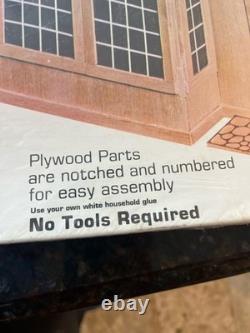 Plywood Parts
are notched and numbered
for easy assembly
Use your own white household glue
No Tools Required